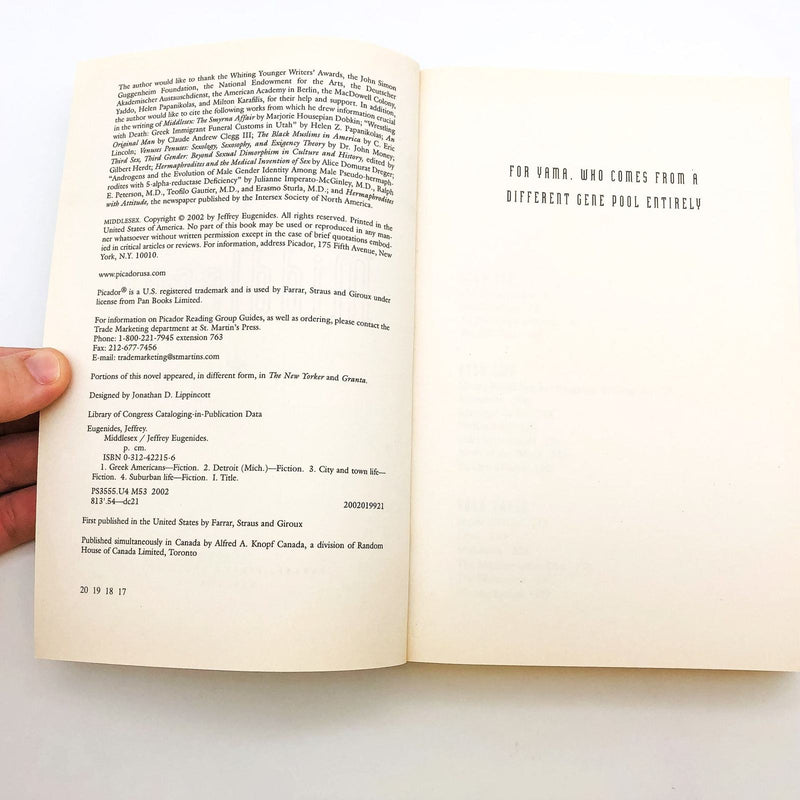 The author would like to thank the Whiting Younger Writers' Awards, the John Simon
Guggenheim Foundation, the National Endowment for the Arts, the Deutscher
Akademischer Austauschdienst, the American Academy in Berlin, the MacDowell Colony,
Yaddo, Helen Papanikolas, and Milton Karafilis, for their help and support. In addition,
the author would like to cite the following works from which he drew information crucial
in the writing of Middlesex: The Smyrna Affair by Marjorie Housepian Dobkin; "Wrestling
with Death: Greek Immigrant Funeral Customs in Utah" by Helen Z. Papanikolas; An
Original Man by Claude Andrew Clegg III; The Black Muslims in America by C. Eric
Lincoln; Venuses Penuses: Sexology, Sexosophy, and Exigency Theory by Dr. John Money;
Third Sex, Third Gender: Beyond Sexual Dimorphism in Culture and History, edited by
Gilbert Herdt; Hermaphrodites and the Medical Invention of Sex by Alice Domurat Dreger;
"Androgens and the Evolution of Male Gender Identity Among Male Pseudo-hermaph-
rodites with 5-alpha-reductase Deficiency" by Julianne Imperato-McGinley, M.D., Ralph
E. Peterson, M.D., Teofilo Gautier, M.D., and Erasmo Sturla, M.D.; and Hermaphrodites
with Attitude, the newspaper published by the Intersex Society of North America.
MIDDLESEX. Copyright © 2002 by Jeffrey Eugenides. All rights reserved. Printed in the
United States of America. No part of this book may be used or reproduced in any man-
ner whatsoever without written permission except in the case of brief quotations embod-
ied in critical articles or reviews. For information, address Picador, 175 Fifth Avenue, New
York, N.Y. 10010.
www.picadorusa.com
Picador® is a U.S. registered trademark and is used by Farrar, Straus and Giroux under
license from Pan Books Limited.
For information on Picador Reading Group Guides, as well as ordering, please contact the
Trade Marketing department at St. Martin's Press.
Phone: 1-800-221-7945 extension 763
Fax: 212-677-7456
E-mail: trademarketing@stmartins.com
Portions of this novel appeared, in different form, in The New Yorker and Granta.
Designed by Jonathan D. Lippincott
Library of Congress Cataloging-in-Publication Data
Eugenides, Jeffrey.
Middlesex / Jeffrey Eugenides.
p. cm.
ISBN 0-312-42215-6
1. Greek Americans—Fiction. 2. Detroit (Mich.)—Fiction. 3. City and town life—
Fiction. 4. Suburban life—Fiction. I. Title.
PS3555.U4 M53 2002
813'.54—dc21 2002019921
First published in the United States by Farrar, Straus and Giroux
Published simultaneously in Canada by Alfred A. Knopf Canada, a division of Random
House of Canada Limited, Toronto
20 19 18 17
FOR YAMA, WHO COMES FROM A
DIFFERENT GENE POOL ENTIRELY